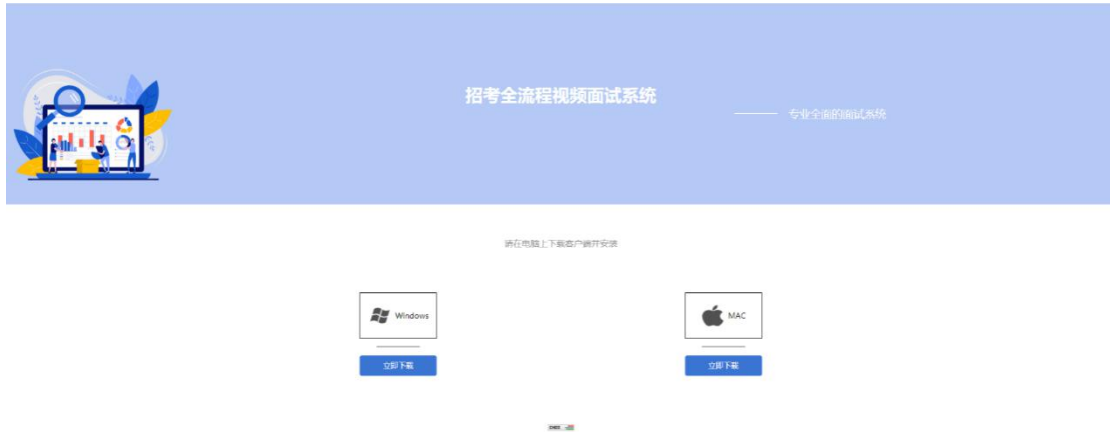 招考全流程视频面试系统
专业全面的面试系统
请在电脑上下载客户端并安装
Windows
MAC
立即下载
立即下载